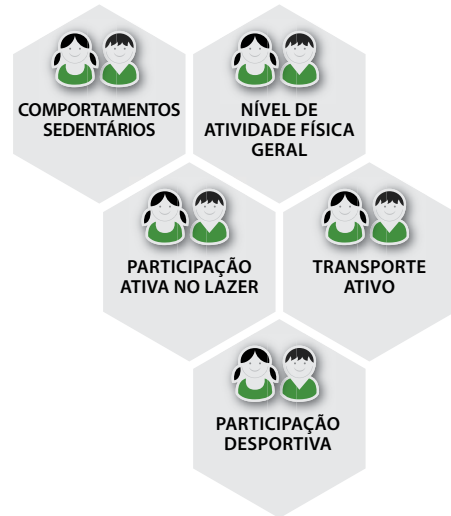 COMPORTAMENTOS
SEDENTÁRIOS
NÍVEL DE
ATIVIDADE FÍSICA
GERAL
PARTICIPAÇÃO
ATIVA NO LAZER
TRANSPORTE
ATIVO
PARTICIPAÇÃO
DESPORTIVA